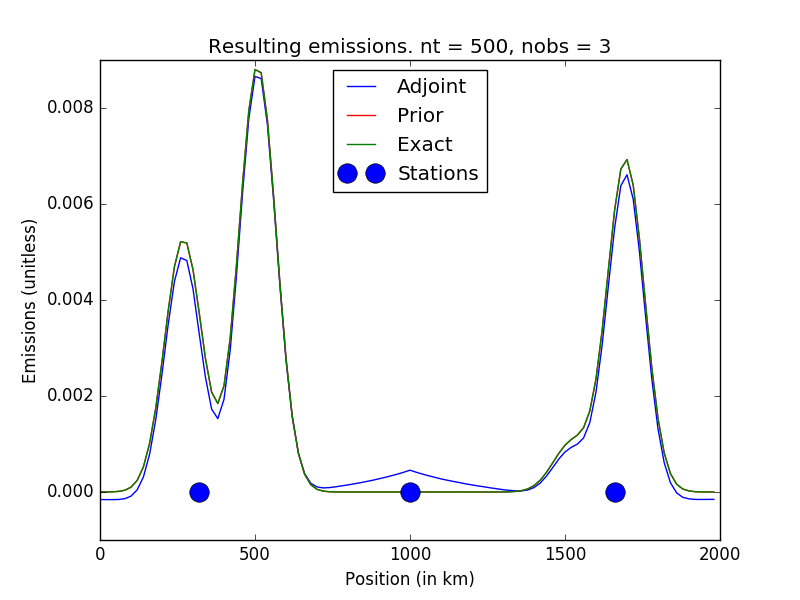 Resulting emissions. nt = 500, nobs = 3
Adjoint
Prior
Exact
Stations
Emissions (unitless)
0.008
0.006
0.004
0.002
0.000
0 500 1000 1500 2000
Position (in km)